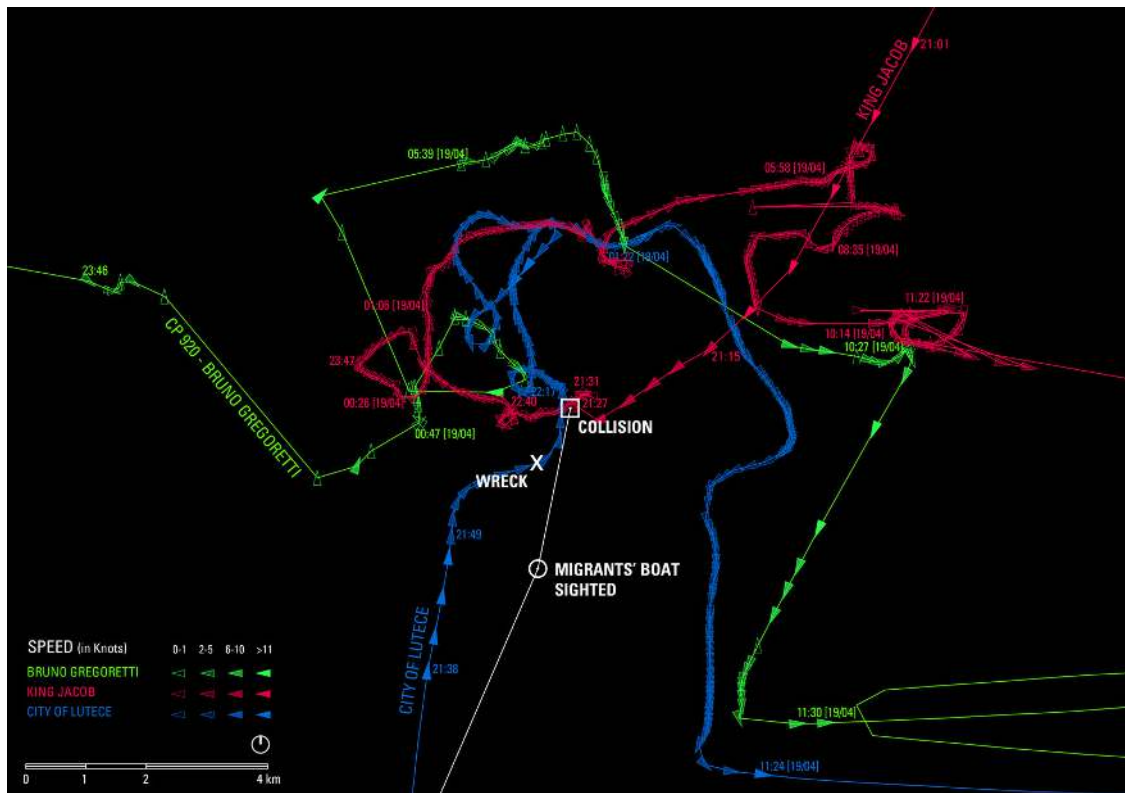 KING JACOB
21:01
05:39 [19/04]
05:58 [19/04]
08:35 [19/04]
01:22 [19/04]
23:46
CP 920 - BRUNO GREGORETTI
01:06 [19/04]
11:22 [19/04]
10:14 [19/04]
10:27 [19/04]
21:15
23:47
21:31
22:17
00:26 [19/04]
22:40
21:27
00:47 [19/04]
COLLISION
X
WRECK
21:49
MIGRANTS' BOAT
SIGHTED
CITY OF LUTECE
21:38
SPEED (in Knots) 0-1 2-5 6-10 >11
BRUNO GREGORETTI
KING JACOB
CITY OF LUTECE
11:30 [19/04]
11:24 [19/04]
0 1 2 4 km